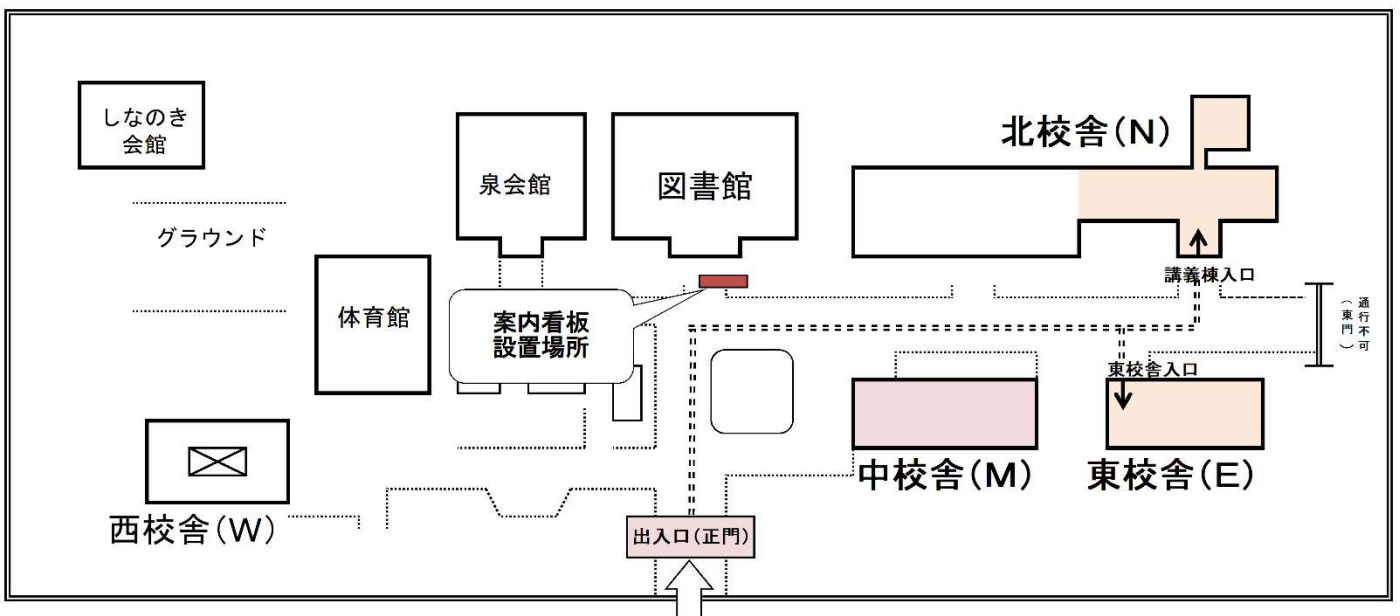 しなのき
会館
泉会館
図書館
北校舎(N)
グラウンド
体育館
案内看板
設置場所
講義棟入口
通行不可
(東門)
東校舎入口
中校舎(M)
東校舎(E)
西校舎(W)
出入口(正門)